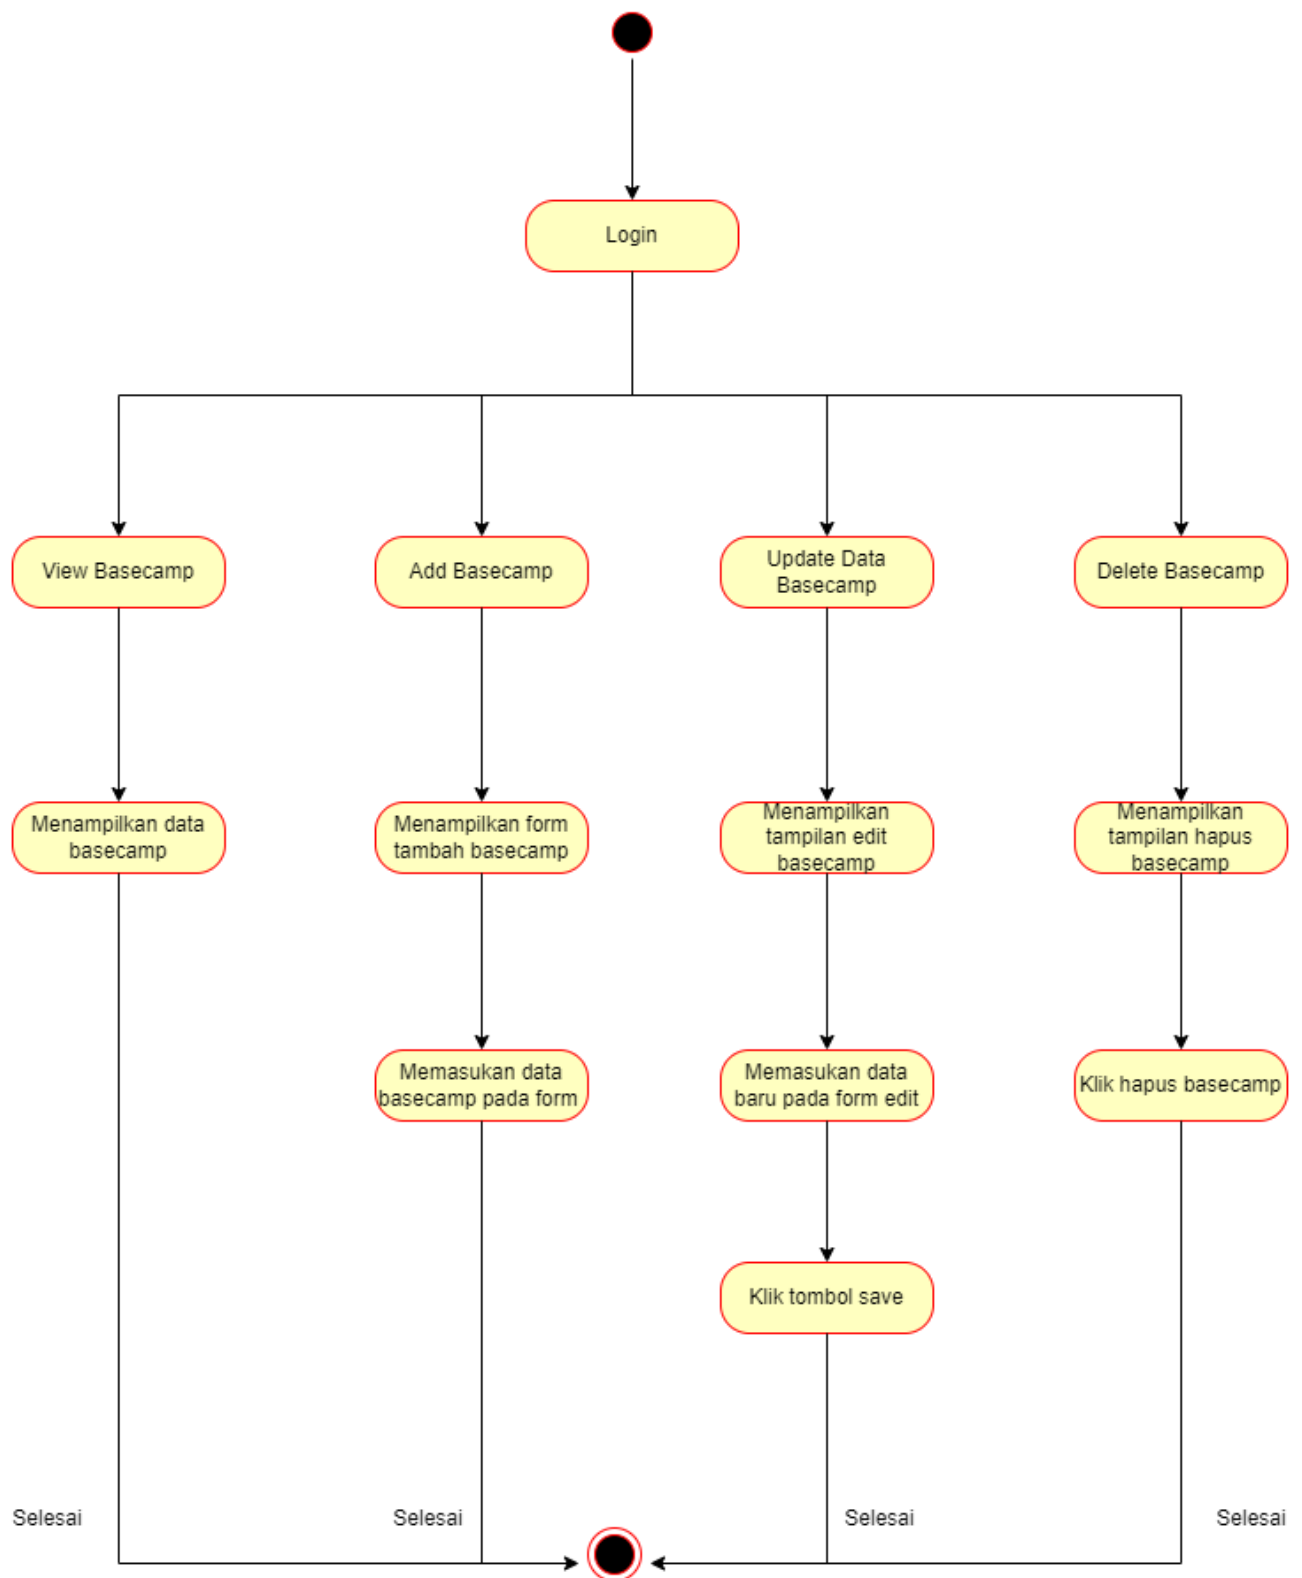 Login
View Basecamp
Add Basecamp
Update Data
Basecamp
Delete Basecamp
Menampilkan data
basecamp
Menampilkan form
tambah basecamp
Menampilkan
tampilan edit
basecamp
Menampilkan
tampilan hapus
basecamp
Memasukan data
basecamp pada form
Memasukan data
baru pada form edit
Klik hapus basecamp
Klik tombol save
Selesai
Selesai
Selesai
Selesai